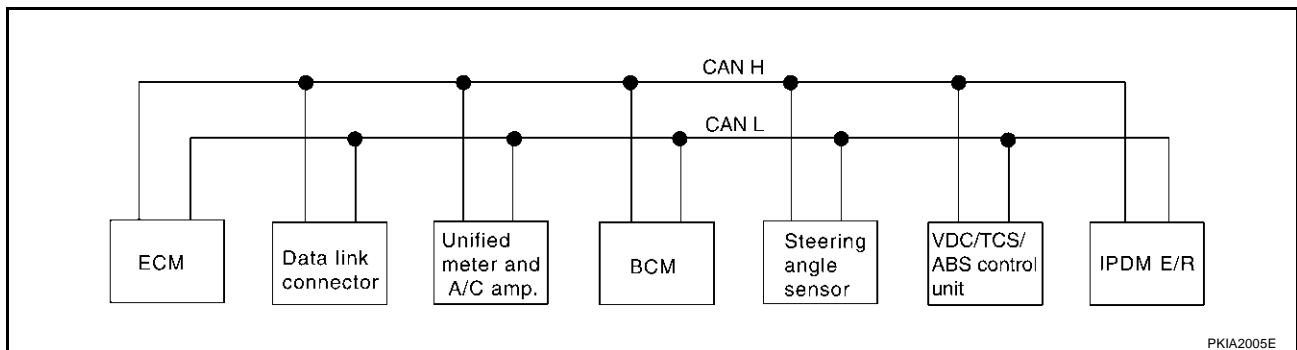 CAN H
CAN L
ECM
Data link
connector
Unified
meter and
A/C amp.
BCM
Steering
angle
sensor
VDC/TCS/
ABS control
unit
IPDM E/R
PKIA2005E